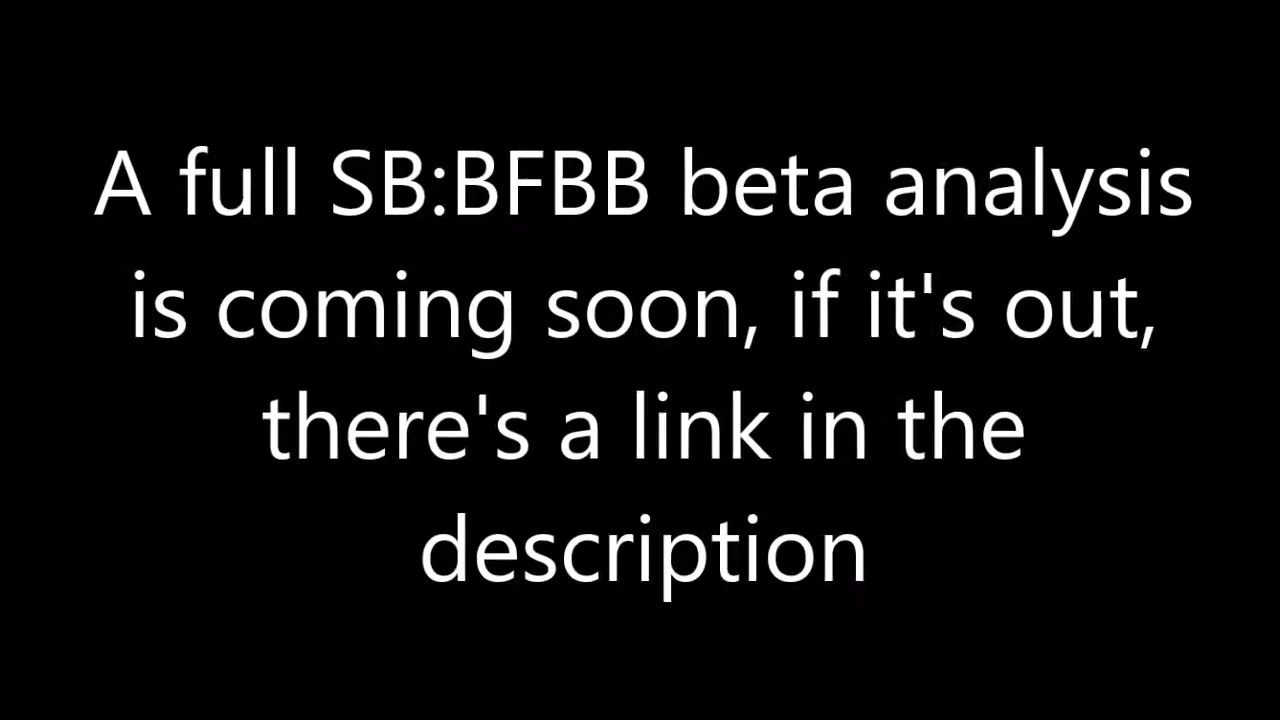 A full SB:BFBB beta analysis
is coming soon, if it's out,
there's a link in the
description